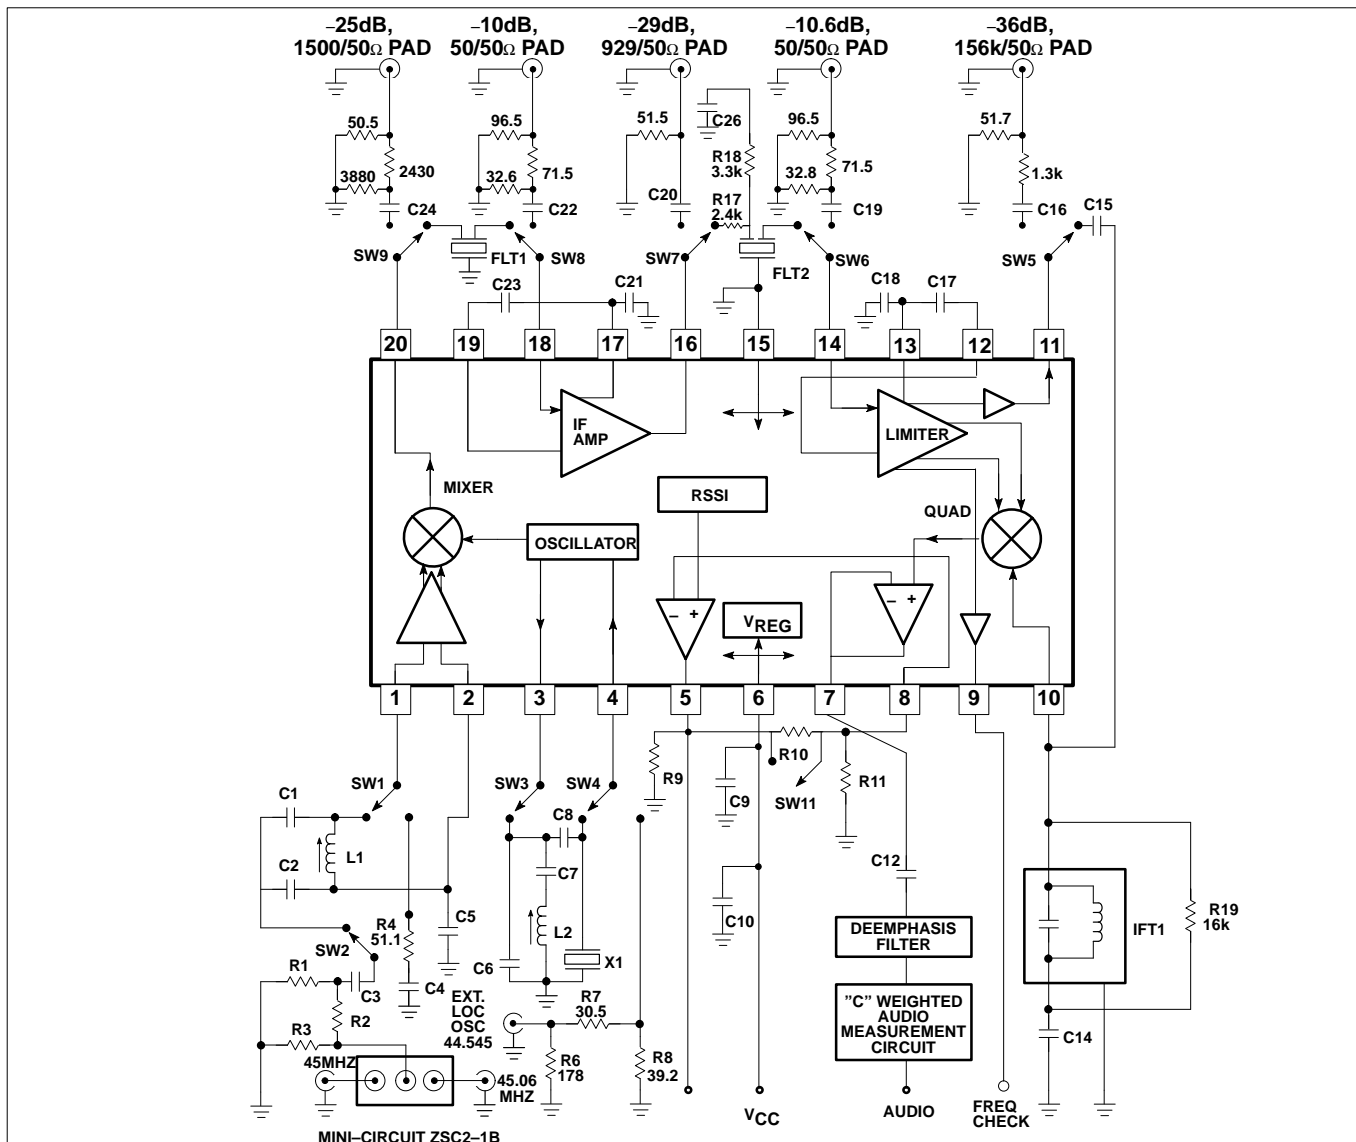 –25dB,
1500/50Ω PAD
–10dB,
50/50Ω PAD
–29dB,
929/50Ω PAD
–10.6dB,
50/50Ω PAD
–36dB,
156k/50Ω PAD
50.5
2430
3880
C24
96.5
71.5
32.6
C22
51.5
C20
C26
R18
3.3k
R17
2.4k
96.5
71.5
32.8
C19
51.7
1.3k
C16
C15
SW9
FLT1
SW8
SW7
FLT2
SW6
SW5
C23
C21
C18
C17
20
19
18
17
16
15
14
13
12
11
IF
AMP
LIMITER
MIXER
RSSI
QUAD
OSCILLATOR
– +
VREG
– +
1
2
3
4
5
6
7
8
9
10
SW1
C1
L1
C2
SW2
R4
51.1
C5
R1
C3
C4
R2
R3
45MHZ
45.06
MHZ
MINI–CIRCUIT ZSC2–1B
SW3
SW4
C8
C7
L2
C6
X1
EXT.
LOC
OSC
44.545
R7
30.5
R6
178
R8
39.2
R9
R10
SW11
R11
C9
C10
VCC
C12
DEEMPHASIS
FILTER
"C" WEIGHTED
AUDIO
MEASUREMENT
CIRCUIT
AUDIO
FREQ
CHECK
IFT1
R19
16k
C14